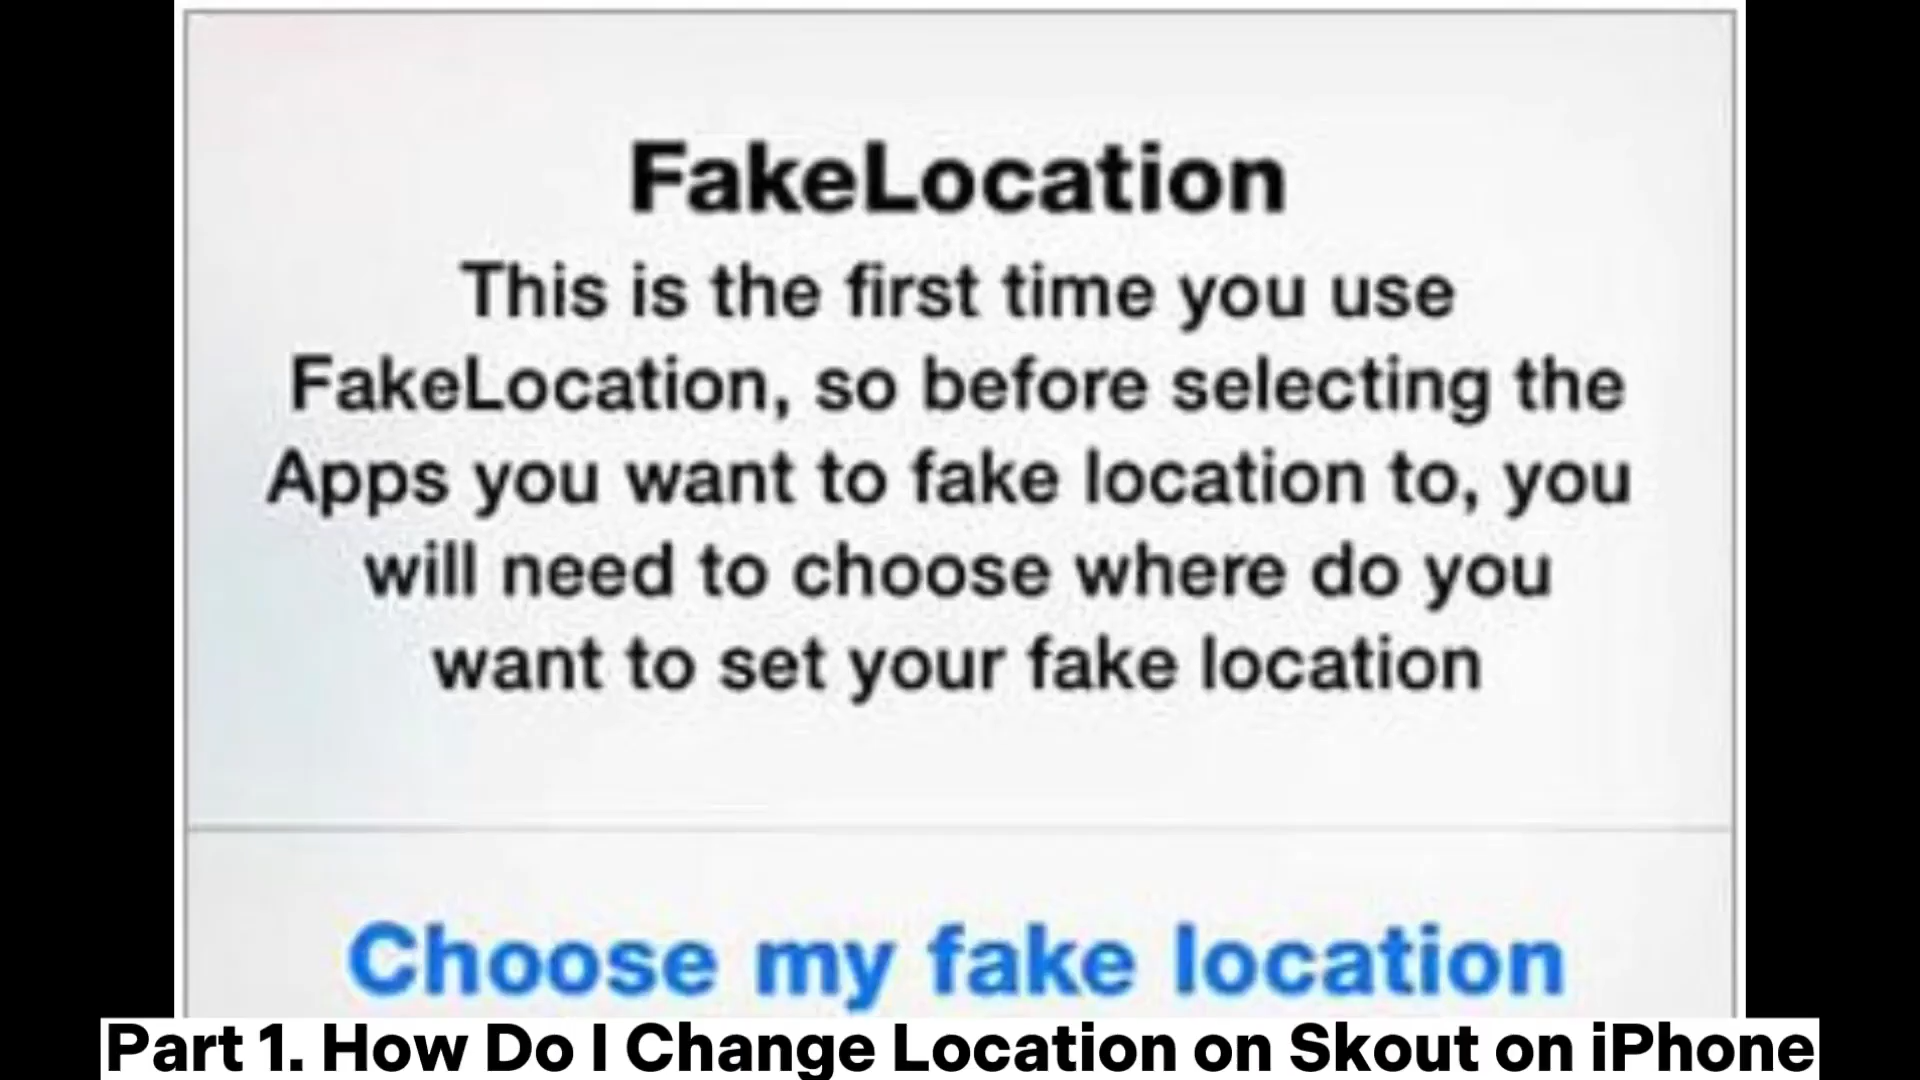 FakeLocation
This is the first time you use
FakeLocation, so before selecting the
Apps you want to fake location to, you
will need to choose where do you
want to set your fake location
Choose my fake location
Part 1. How Do I Change Location on Skout on iPhone